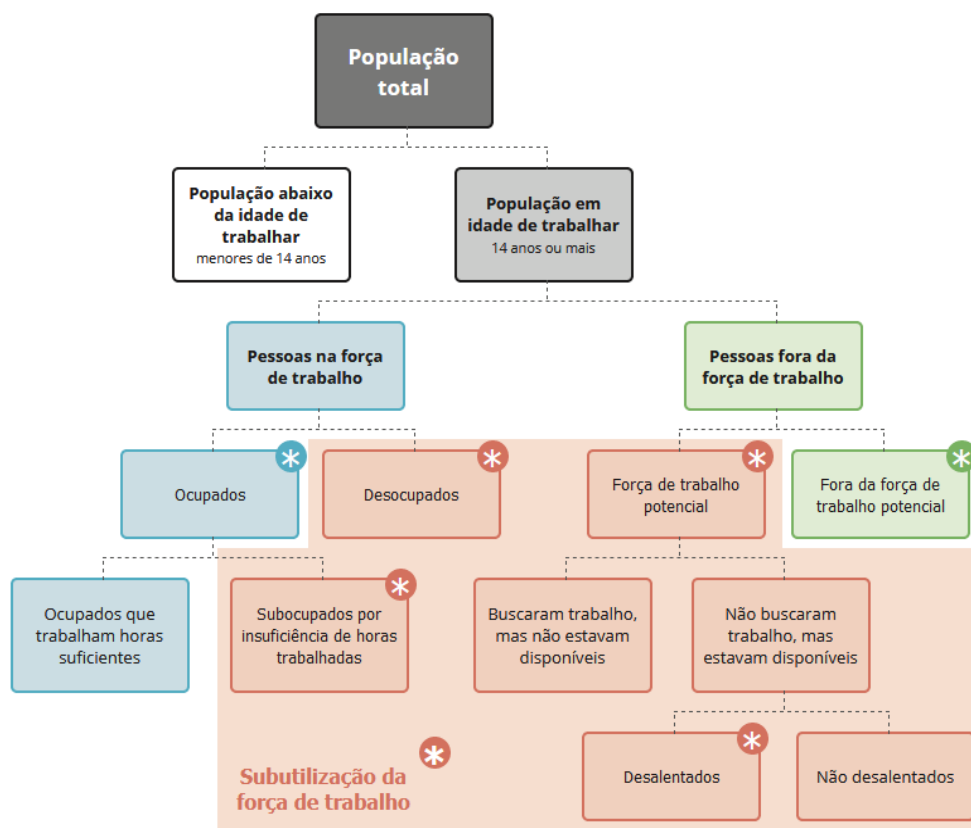 População
total
População abaixo
da idade de
trabalhar
menores de 14 anos
População em
idade de trabalhar
14 anos ou mais
Pessoas na força
de trabalho
Pessoas fora da
força de trabalho
Ocupados
Desocupados
Força de trabalho
potencial
Fora da força de
trabalho potencial
Ocupados que
trabalham horas
suficientes
Subocupados por
insuficiência de horas
trabalhadas
Buscaram trabalho,
mas não estavam
disponíveis
Não buscaram
trabalho, mas
estavam disponíveis
Subutilização da
força de trabalho
Desalentados
Não desalentados